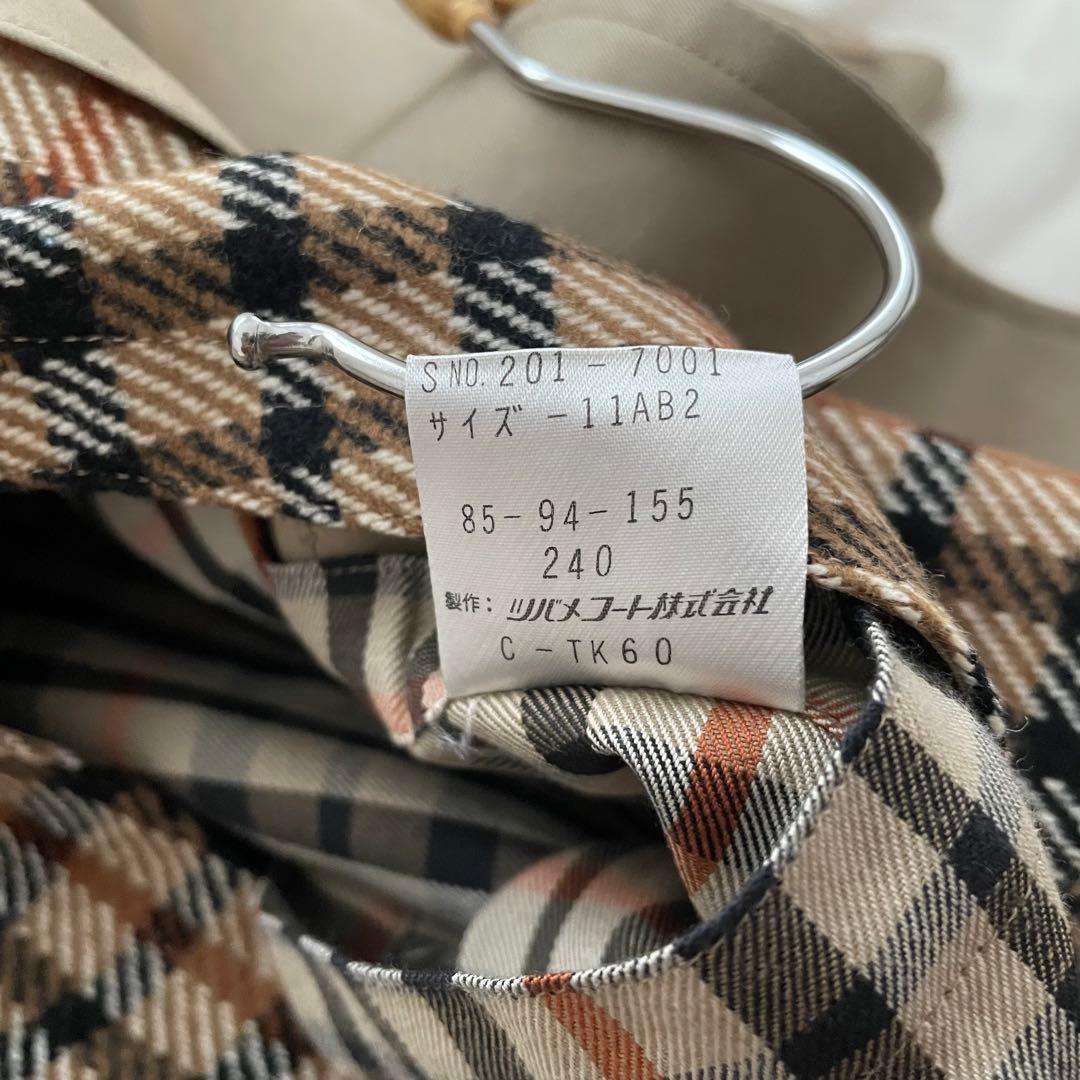 S NO. 201-7001
サイズ -11AB2
85-94-155
240
製作: ツバメコート株式会社
C-TK60